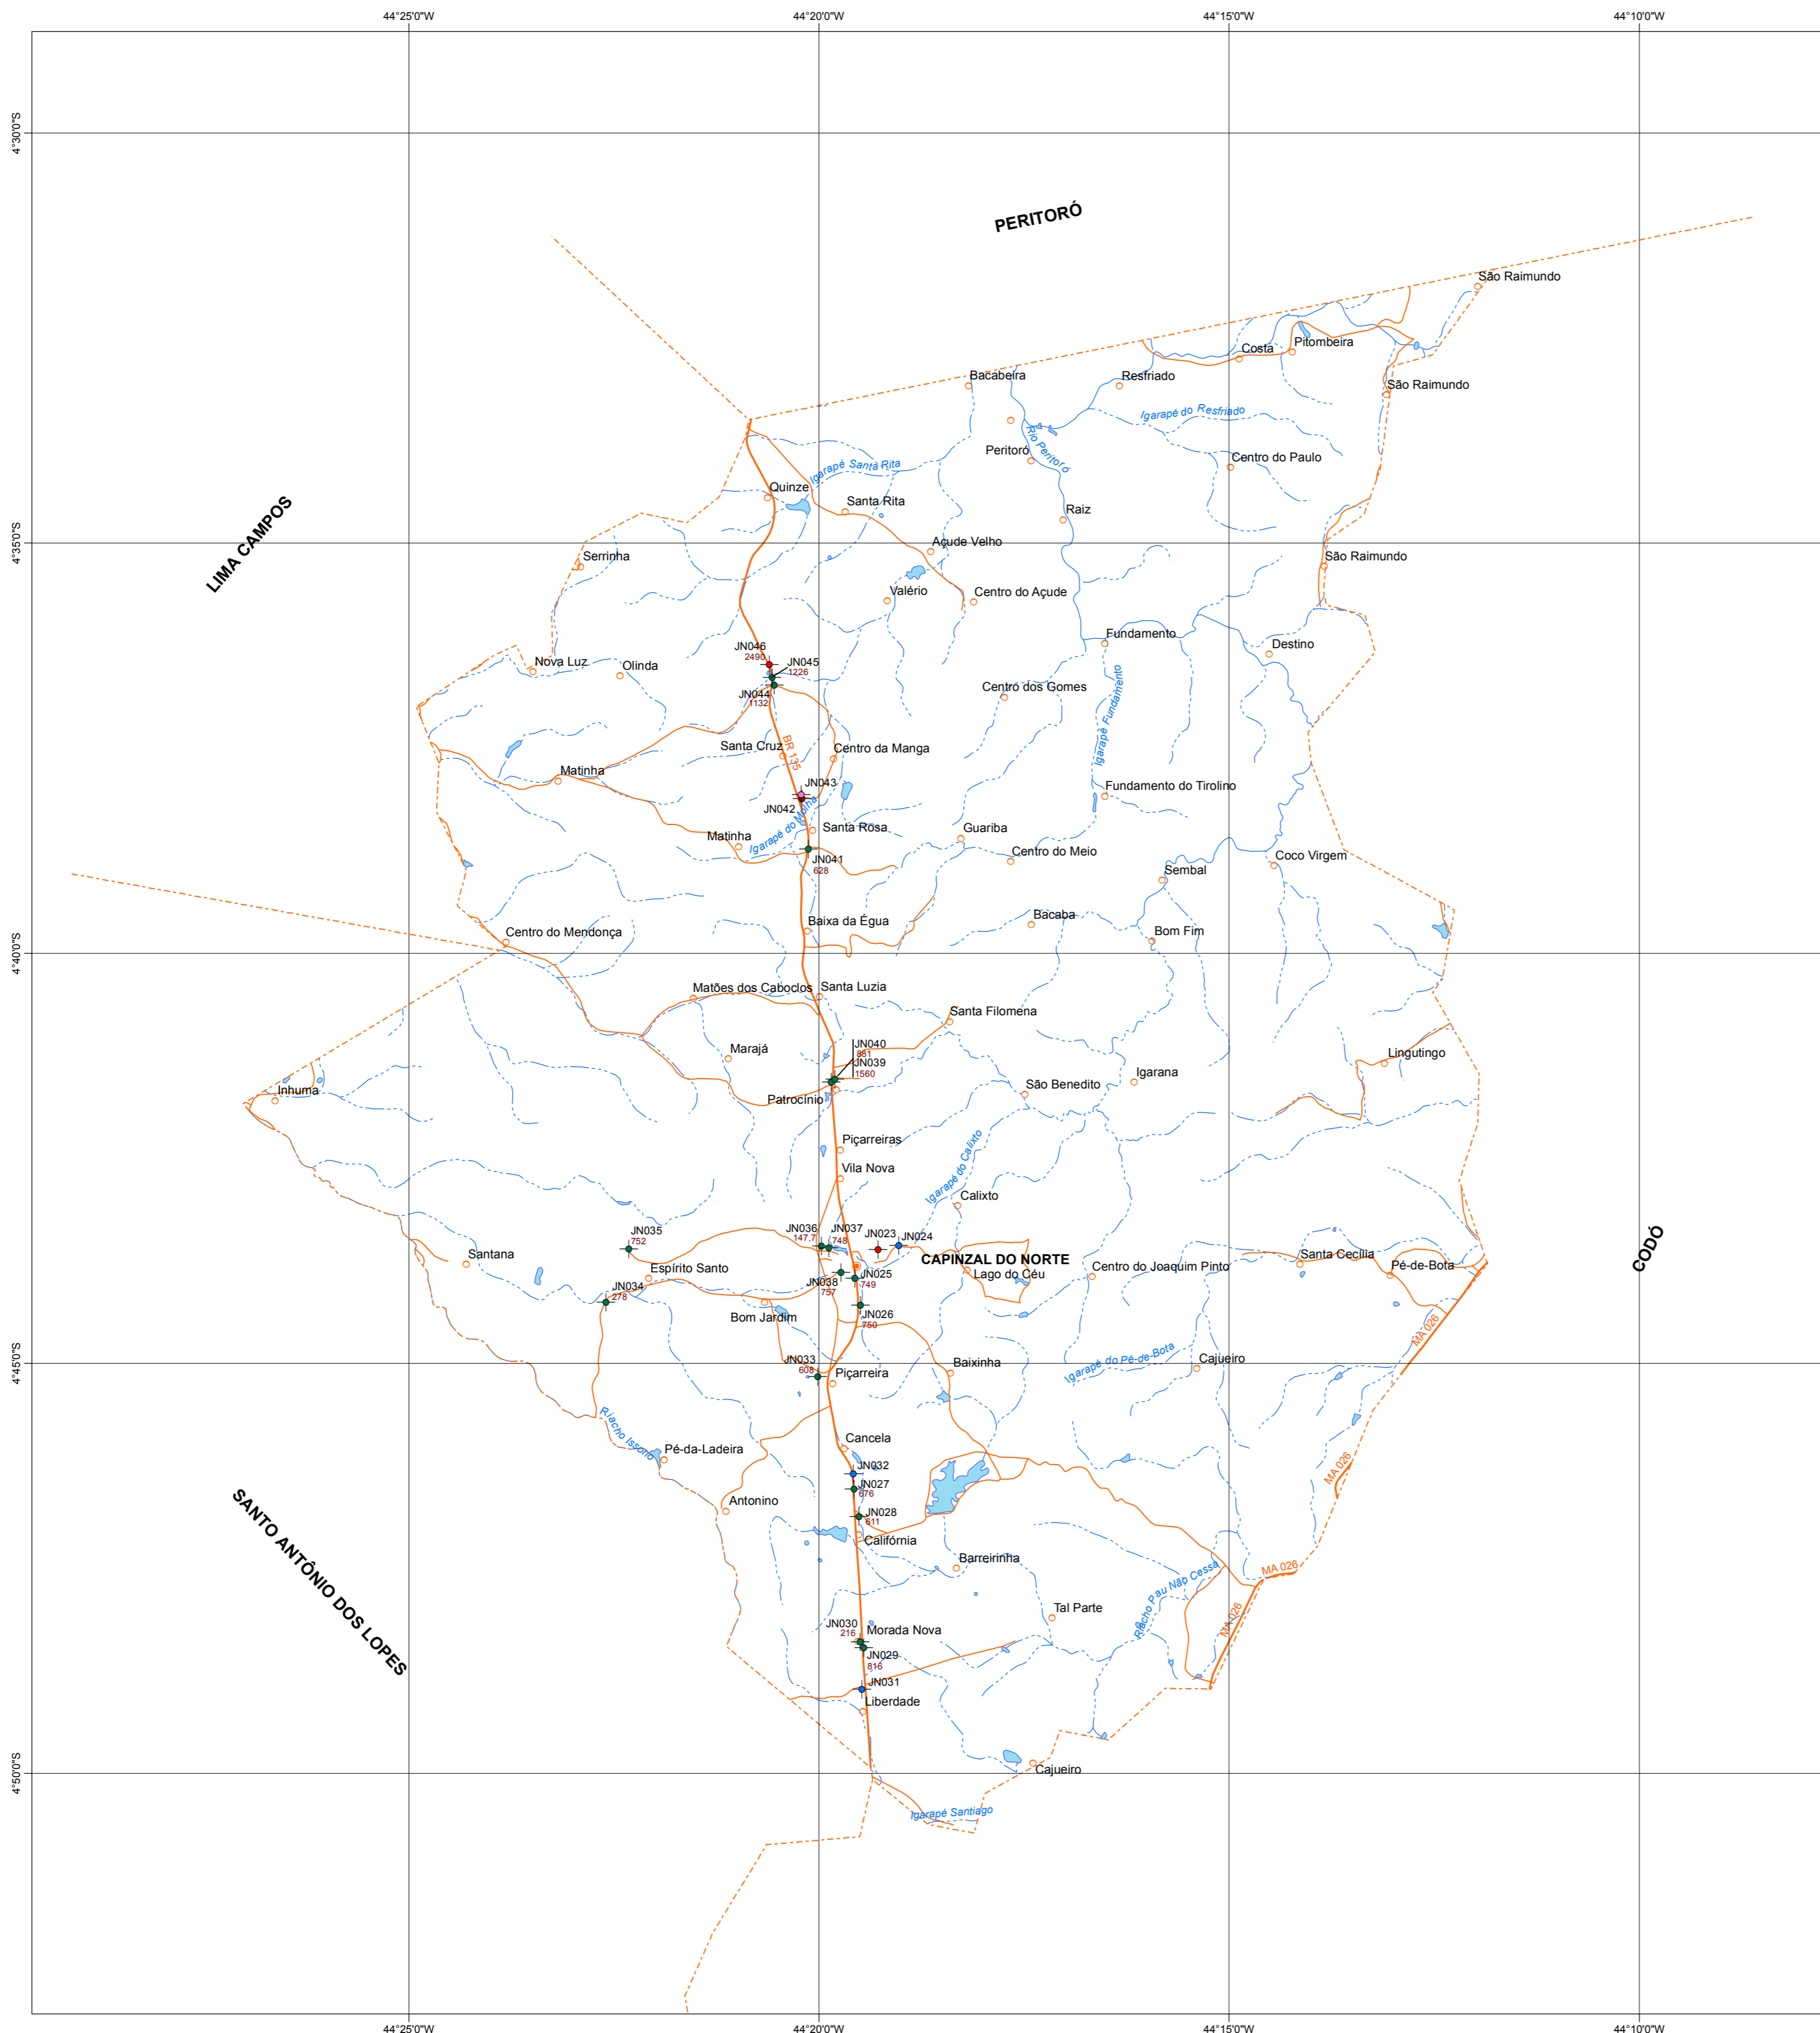 44°25'0"W
44°20'0"W
44°15'0"W
44°10'0"W
4°30'0"S
PERITORÓ
São Raimundo
Costa
Pitombeira
Bacabeira
Resfriado
São Raimundo
Igarapé do Resfriado
Rio Peritoró
Peritoró
Igarapé Santa Rita
Centro do Paulo
Quinze
LIMA CAMPOS
Santa Rita
Raiz
4°35'0"S
Açude Velho
Serrinha
São Raimundo
Valério
Centro do Açude
Fundamento
JN046
2490
JN045
1226
Destino
Nova Luz
Olinda
JN044
1132
Centro dos Gomes
Igarapé Fundamento
BR 135
Santa Cruz
Centro da Manga
Matinha
JN043
Fundamento do Tirolino
JN042
Igarapé do Molha
Santa Rosa
Matinha
Guariba
JN041
628
Centro do Meio
Coco Virgem
Sembal
Baixa da Égua
Bacaba
Centro do Mendonça
Bom Fim
4°40'0"S
Matões dos Caboclos
Santa Luzia
Santa Filomena
JN040
881
Marajá
JN039
1560
Lingutingo
Inhuma
Patrocínio
São Benedito
Igarana
Piçarreiras
Igarapé do Calixto
Vila Nova
Calixto
JN035
752
JN036
147,7
JN037
748
JN023
JN024
CODÓ
Santana
CAPINZAL DO NORTE
Santa Cecília
Espírito Santo
Lago do Céu
Centro do Joaquim Pinto
Pé-de-Bota
JN034
278
JN038
757
JN025
749
Bom Jardim
JN026
750
MA 026
4°45'0"S
JN033
608
Piçarreira
Baixinha
Igarapé do Pé-de-Bota
Cajueiro
Riacho Issono
Cancela
Pé-da-Ladeira
MA 026
JN032
JN027
676
SANTO ANTÔNIO DOS LOPES
Antonino
JN028
611
Califórnia
Barreirinha
MA 026
Riacho Pau Não Cessa
Tal Parte
MA 026
JN030
216
Morada Nova
JN029
816
JN031
Liberdade
4°50'0"S
Cajueiro
Igarapé Santiago
44°25'0"W
44°20'0"W
44°15'0"W
44°10'0"W